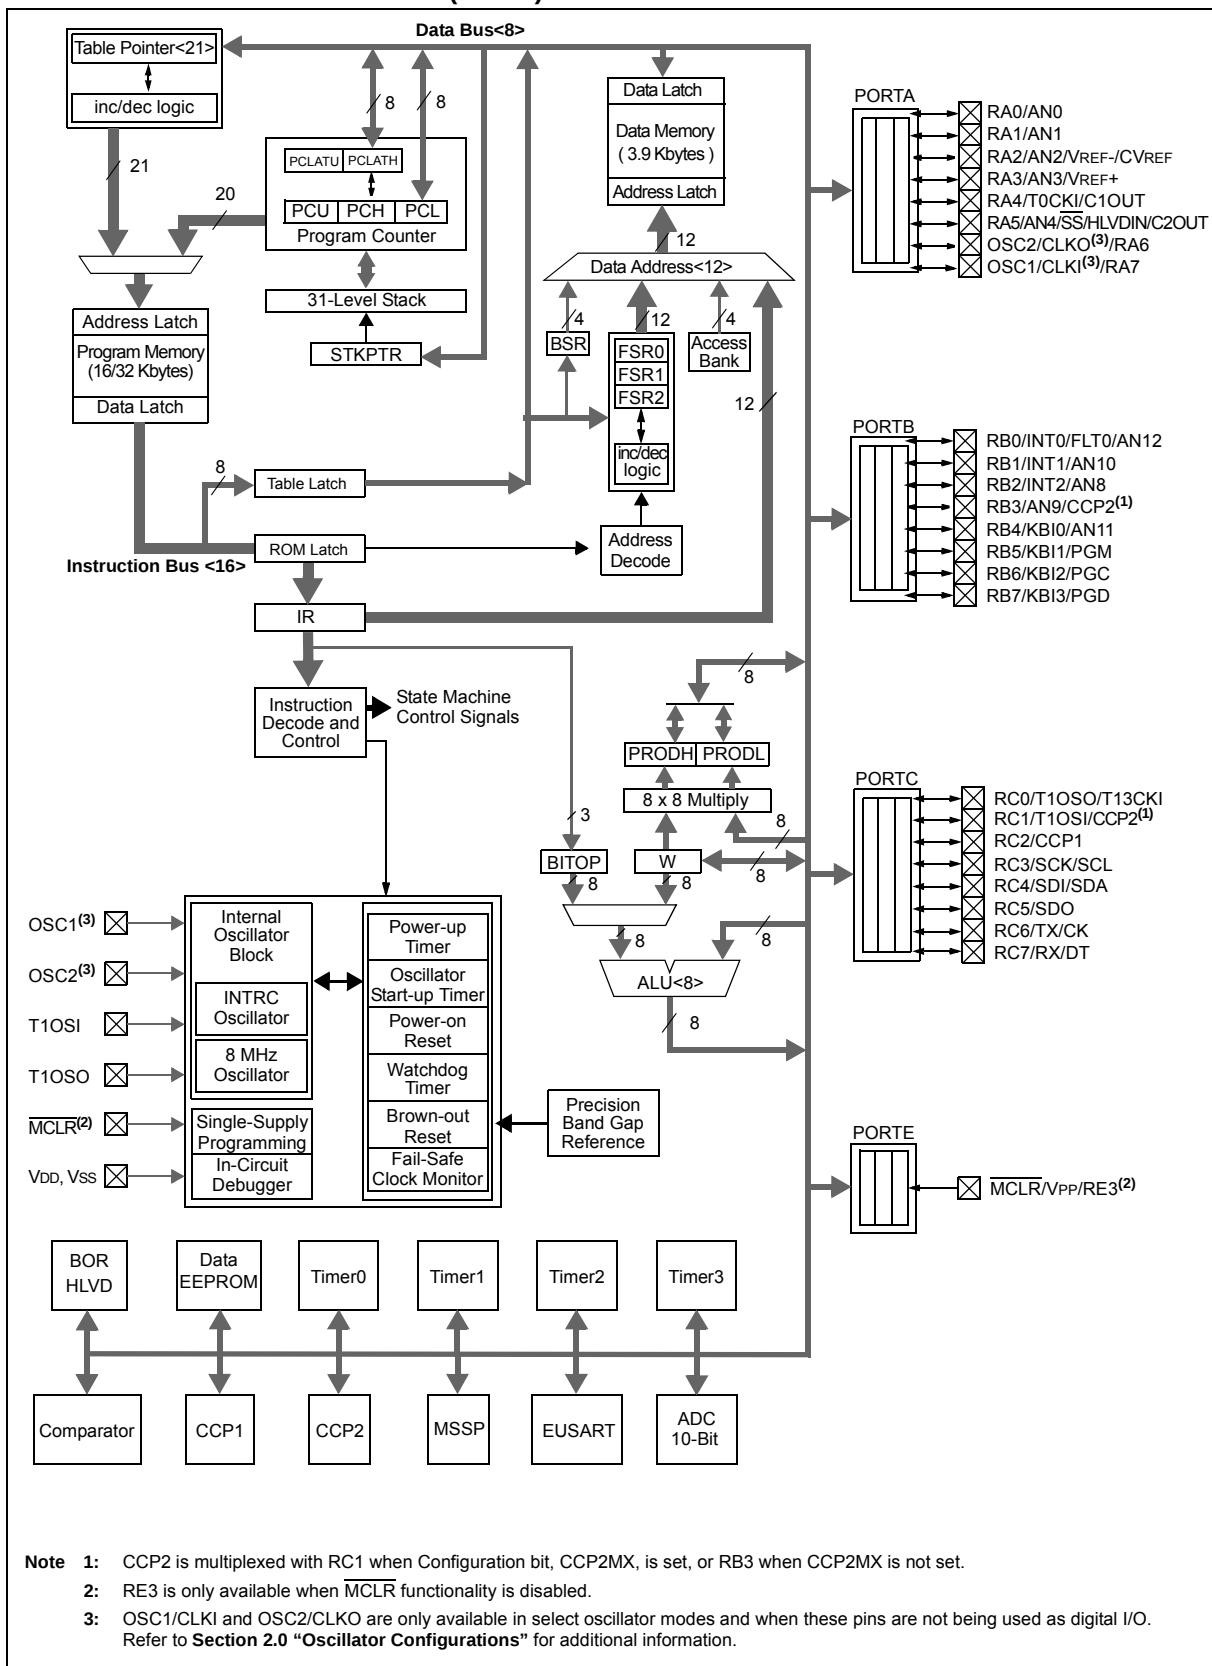 Data Bus<8>
Table Pointer<21>
inc/dec logic
21
20
8
8
PCLATU
PCLATH
PCU
PCH
PCL
Program Counter
31-Level Stack
STKPTR
Data Latch
Data Memory
( 3.9 Kbytes )
Address Latch
12
Data Address<12>
4
12
4
BSR
FSR0
FSR1
FSR2
inc/dec
logic
Access
Bank
12
Address Latch
Program Memory
(16/32 Kbytes)
Data Latch
8
Table Latch
ROM Latch
Instruction Bus <16>
Address
Decode
IR
Instruction
Decode and
Control
State Machine
Control Signals
8
PRODH
PRODL
8 x 8 Multiply
3
8
BITOP
W
8
8
8
8
8
ALU<8>
8
PORTA
RA0/AN0
RA1/AN1
RA2/AN2/VREF-/CVREF
RA3/AN3/VREF+
RA4/T0CKI/C1OUT
RA5/AN4/SS/HLVDIN/C2OUT
OSC2/CLKO(3)/RA6
OSC1/CLKI(3)/RA7
PORTB
RB0/INT0/FLT0/AN12
RB1/INT1/AN10
RB2/INT2/AN8
RB3/AN9/CCP2(1)
RB4/KBI0/AN11
RB5/KBI1/PGM
RB6/KBI2/PGC
RB7/KBI3/PGD
PORTC
RC0/T1OSO/T13CKI
RC1/T1OSI/CCP2(1)
RC2/CCP1
RC3/SCK/SCL
RC4/SDI/SDA
RC5/SDO
RC6/TX/CK
RC7/RX/DT
PORTE
MCLR/VPP/RE3(2)
OSC1(3)
OSC2(3)
T1OSI
T1OSO
MCLR(2)
VDD, VSS
Internal
Oscillator
Block
INTRC
Oscillator
8 MHz
Oscillator
Single-Supply
Programming
In-Circuit
Debugger
Power-up
Timer
Oscillator
Start-up Timer
Power-on
Reset
Watchdog
Timer
Brown-out
Reset
Fail-Safe
Clock Monitor
Precision
Band Gap
Reference
BOR
HLVD
Data
EEPROM
Timer0
Timer1
Timer2
Timer3
Comparator
CCP1
CCP2
MSSP
EUSART
ADC
10-Bit
Note 1: CCP2 is multiplexed with RC1 when Configuration bit, CCP2MX, is set, or RB3 when CCP2MX is not set.
2: RE3 is only available when MCLR functionality is disabled.
3: OSC1/CLKI and OSC2/CLKO are only available in select oscillator modes and when these pins are not being used as digital I/O.
Refer to Section 2.0 “Oscillator Configurations” for additional information.